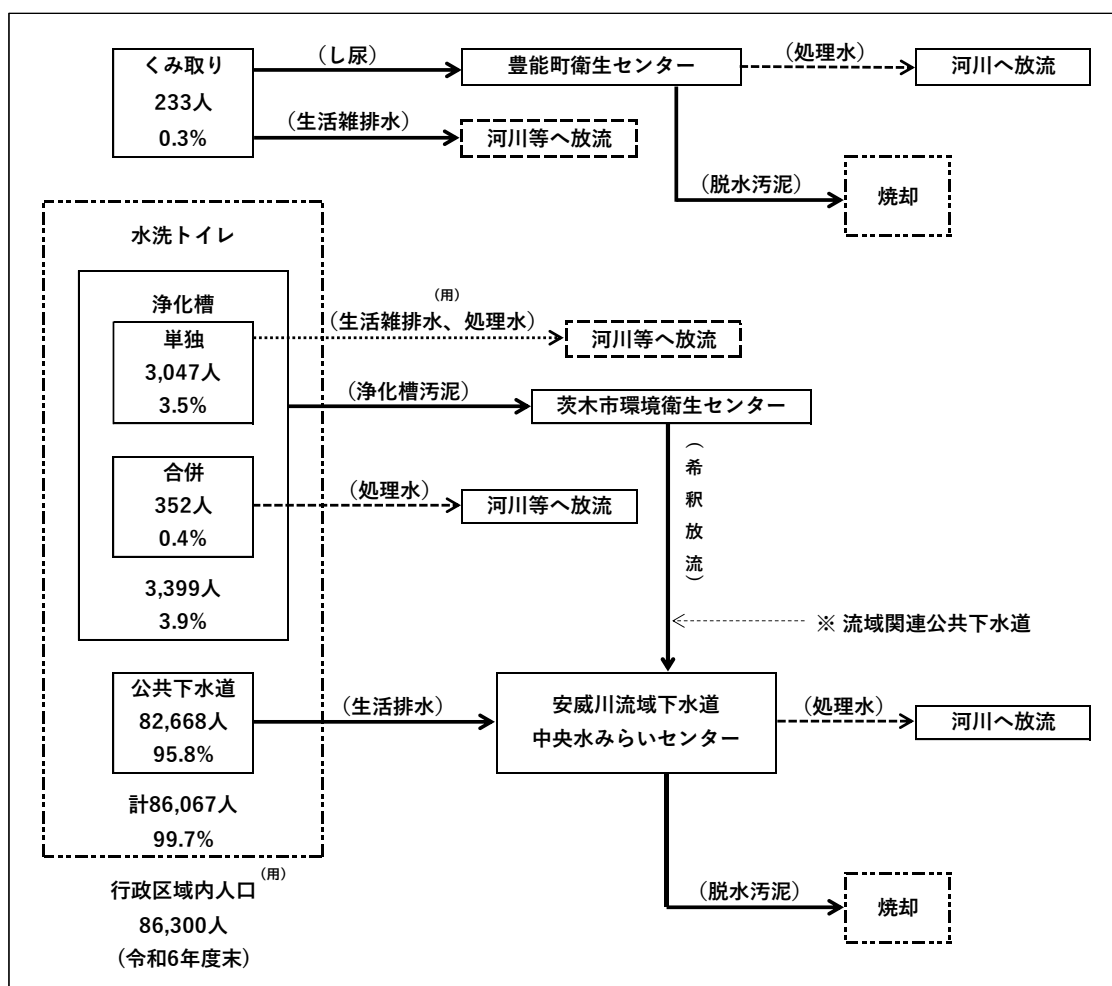 くみ取り
233人
0.3%
(し尿)
豊能町衛生センター
(処理水)
河川へ放流
(生活雑排水)
河川等へ放流
(脱水汚泥)
焼却
水洗トイレ
浄化槽
単独
3,047人
3.5%
(用)
(生活雑排水、処理水)
河川等へ放流
(浄化槽汚泥)
茨木市環境衛生センター
(希釈放流)
合併
352人
0.4%
(処理水)
河川等へ放流
3,399人
3.9%
※ 流域関連公共下水道
公共下水道
82,668人
95.8%
(生活排水)
安威川流域下水道
中央水みらいセンター
(処理水)
河川へ放流
計86,067人
99.7%
(脱水汚泥)
焼却
行政区域内人口(用)
86,300人
(令和6年度末)